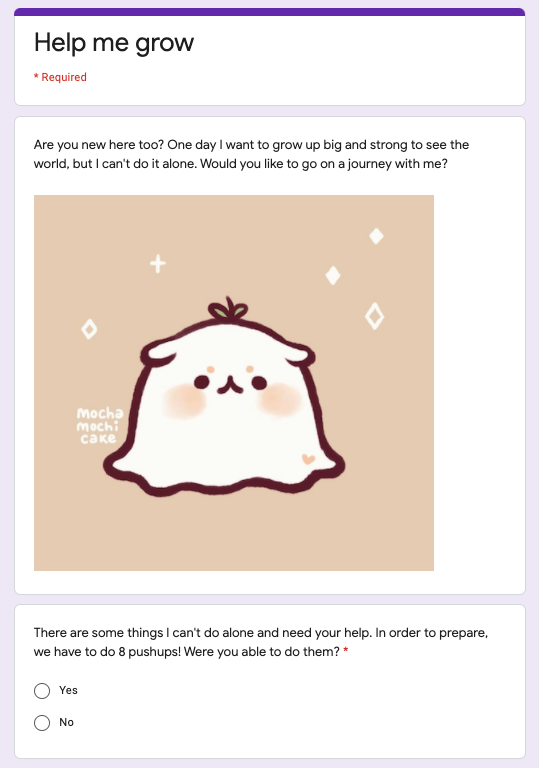 Help me grow
* Required
Are you new here too? One day I want to grow up big and strong to see the
world, but I can't do it alone. Would you like to go on a journey with me?
mocha
mochi
cake
There are some things I can't do alone and need your help. In order to prepare,
we have to do 8 pushups! Were you able to do them? *
Yes
No